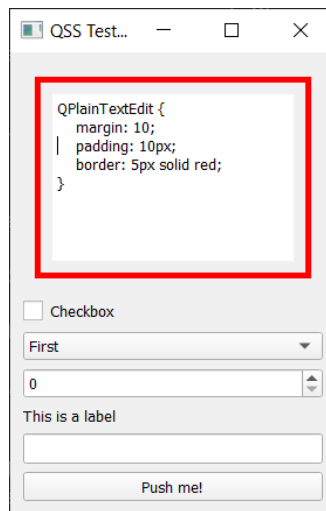 QSS Test...
QPlainTextEdit {
    margin: 10;
    padding: 10px;
    border: 5px solid red;
}
Checkbox
First
0
This is a label
Push me!